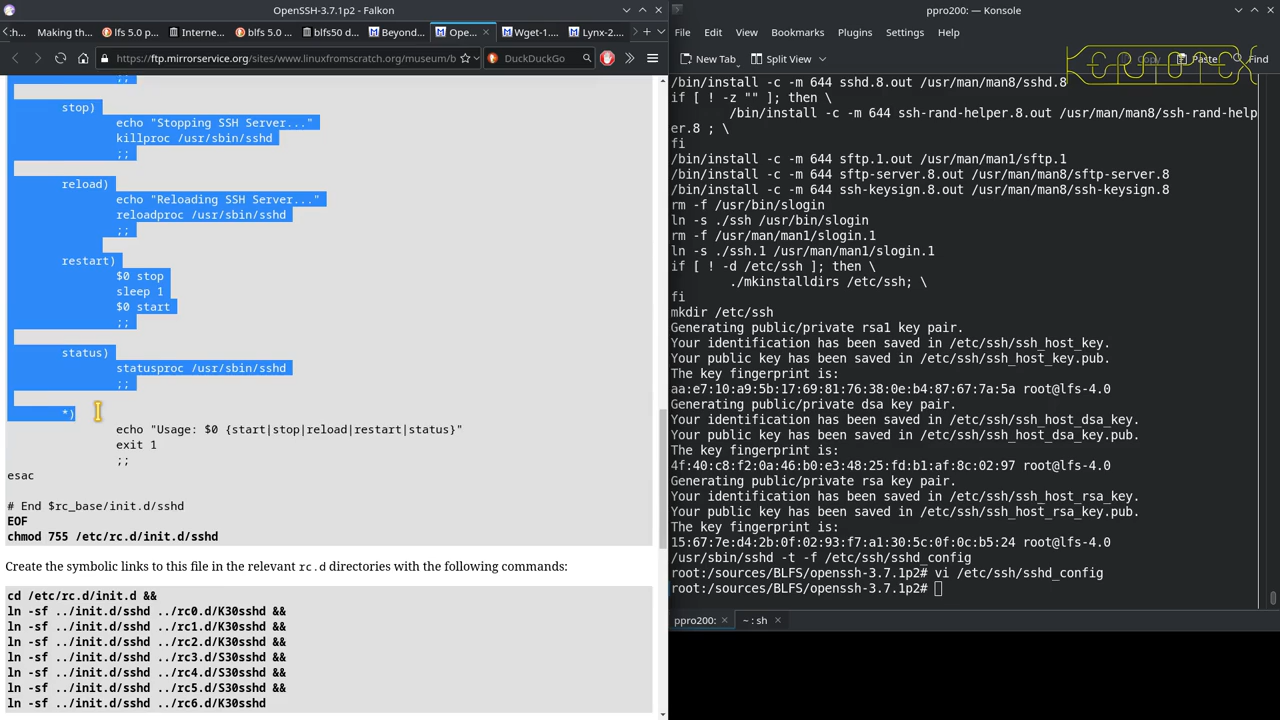 OpenSSH-3.7.1p2 — Falkon
:h...
Making th...
lfs 5.0 p...
Interne...
blfs 5.0...
blfs50 d...
Beyond...
Ope...
Wget-1....
Lynx-2....
https://ftp.mirrorservice.org/sites/www.linuxfromscratch.org/museum/b
DuckDuckGo
;;
stop)
echo "Stopping SSH Server..."
killproc /usr/sbin/sshd
;;
reload)
echo "Reloading SSH Server..."
reloadproc /usr/sbin/sshd
;;
restart)
$0 stop
sleep 1
$0 start
;;
status)
statusproc /usr/sbin/sshd
;;
*)
echo "Usage: $0 {start|stop|reload|restart|status}"
exit 1
;;
esac
# End $rc_base/init.d/sshd
EOF
chmod 755 /etc/rc.d/init.d/sshd
Create the symbolic links to this file in the relevant rc.d directories with the following commands:
cd /etc/rc.d/init.d &&
ln -sf ../init.d/sshd ../rc0.d/K30sshd &&
ln -sf ../init.d/sshd ../rc1.d/K30sshd &&
ln -sf ../init.d/sshd ../rc2.d/K30sshd &&
ln -sf ../init.d/sshd ../rc3.d/S30sshd &&
ln -sf ../init.d/sshd ../rc4.d/S30sshd &&
ln -sf ../init.d/sshd ../rc5.d/S30sshd &&
ln -sf ../init.d/sshd ../rc6.d/K30sshd
ppro200: — Konsole
File Edit View Bookmarks Plugins Settings Help
New Tab Split View Copy Paste Find
/bin/install -c -m 644 sshd.8.out /usr/man/man8/sshd.8
if [ ! -z "" ]; then \
/bin/install -c -m 644 ssh-rand-helper.8.out /usr/man/man8/ssh-rand-help
er.8 ; \
fi
/bin/install -c -m 644 sftp.1.out /usr/man/man1/sftp.1
/bin/install -c -m 644 sftp-server.8.out /usr/man/man8/sftp-server.8
/bin/install -c -m 644 ssh-keysign.8.out /usr/man/man8/ssh-keysign.8
rm -f /usr/bin/slogin
ln -s ./ssh /usr/bin/slogin
rm -f /usr/man/man1/slogin.1
ln -s ./ssh.1 /usr/man/man1/slogin.1
if [ ! -d /etc/ssh ]; then \
./mkinstalldirs /etc/ssh; \
fi
mkdir /etc/ssh
Generating public/private rsa1 key pair.
Your identification has been saved in /etc/ssh/ssh_host_key.
Your public key has been saved in /etc/ssh/ssh_host_key.pub.
The key fingerprint is:
aa:e7:10:a9:5b:17:69:81:76:38:0e:b4:87:67:7a:5a root@lfs-4.0
Generating public/private dsa key pair.
Your identification has been saved in /etc/ssh/ssh_host_dsa_key.
Your public key has been saved in /etc/ssh/ssh_host_dsa_key.pub.
The key fingerprint is:
4f:40:c8:f2:0a:46:b0:e3:48:25:fd:b1:af:8c:02:97 root@lfs-4.0
Generating public/private rsa key pair.
Your identification has been saved in /etc/ssh/ssh_host_rsa_key.
Your public key has been saved in /etc/ssh/ssh_host_rsa_key.pub.
The key fingerprint is:
15:67:7e:d4:2b:0f:02:93:f7:a1:30:5c:0f:0c:b5:24 root@lfs-4.0
/usr/sbin/sshd -t -f /etc/ssh/sshd_config
root:/sources/BLFS/openssh-3.7.1p2# vi /etc/ssh/sshd_config
root:/sources/BLFS/openssh-3.7.1p2#
ppro200:
~ : sh